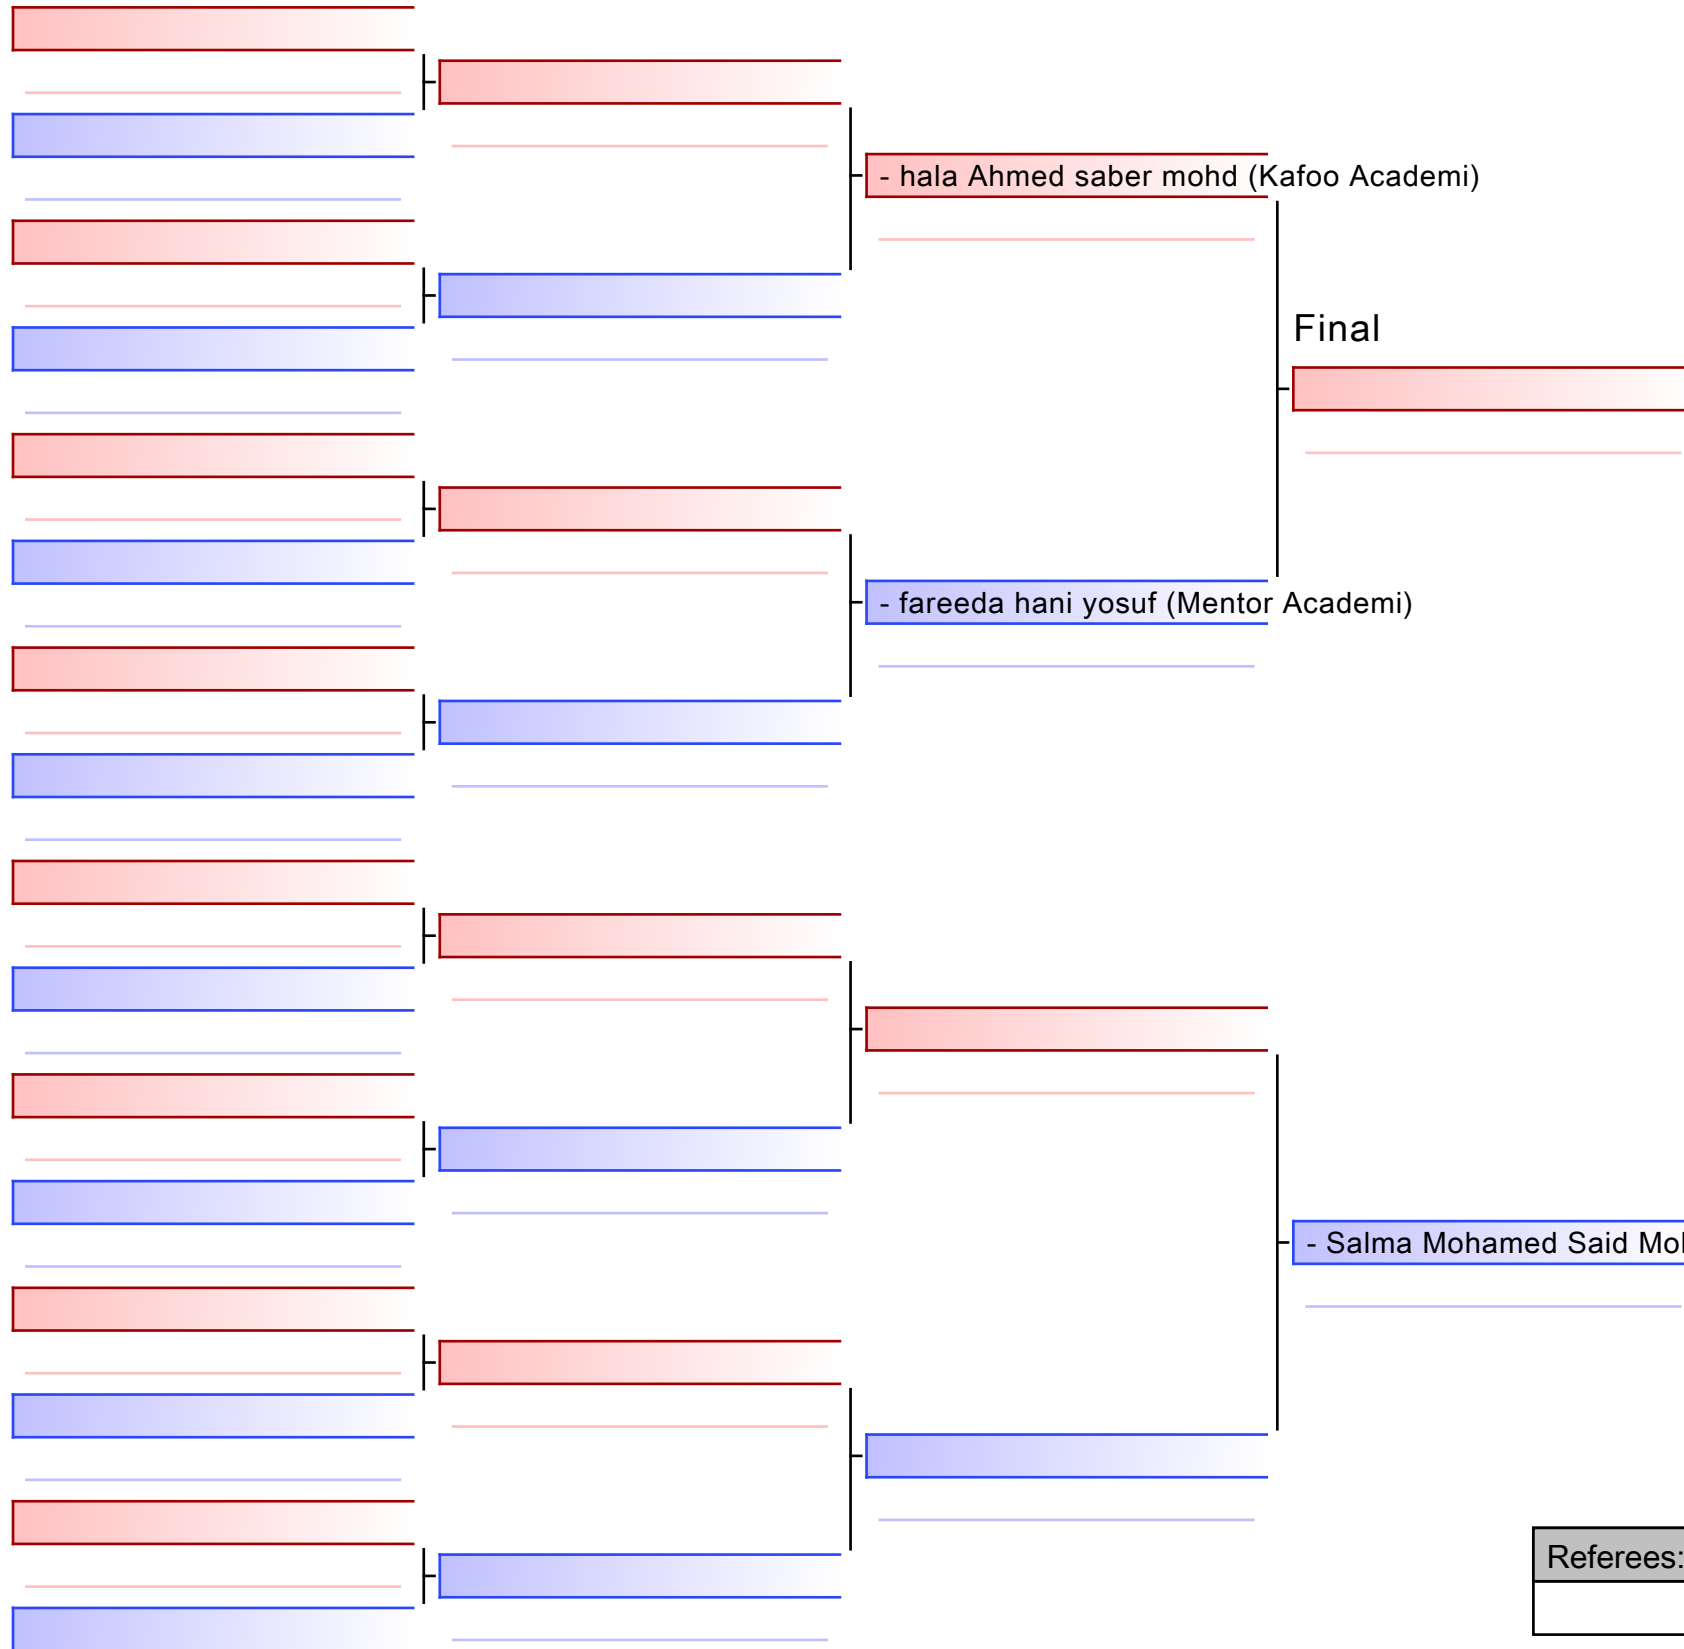 - hala Ahmed saber mohd (Kafoo Academi)
Final
- fareeda hani yosuf (Mentor Academi)
- Salma Mohamed Said
Referees: